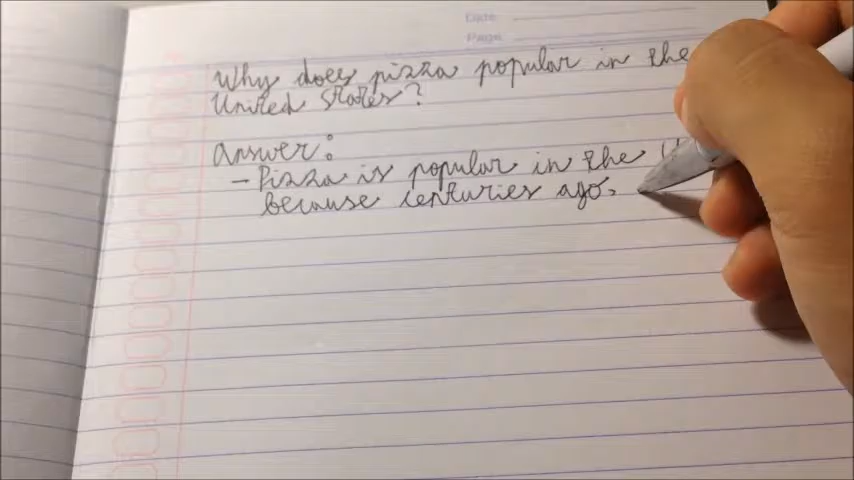 Date
Page
Why does pizza popular in the
United States?
Answer:
- Pizza is popular in the
because centuries ago,